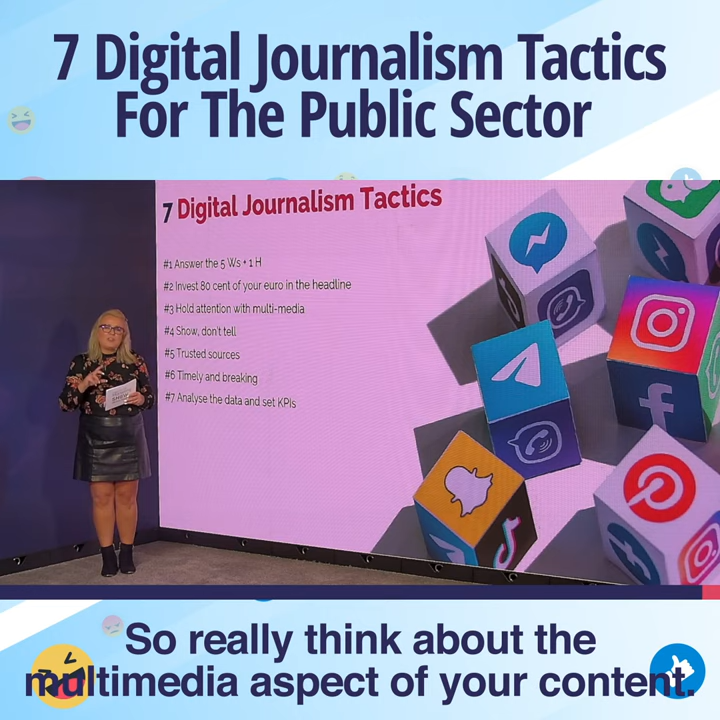 7 Digital Journalism Tactics
For The Public Sector
7 Digital Journalism Tactics
#1 Answer the 5 Ws + 1 H
#2 Invest 80 cent of your euro in the headline
#3 Hold attention with multi-media
#4 Show, don't tell
#5 Trusted sources
#6 Timely and breaking
#7 Analyse the data and set KPIs
So really think about the
multimedia aspect of your content.